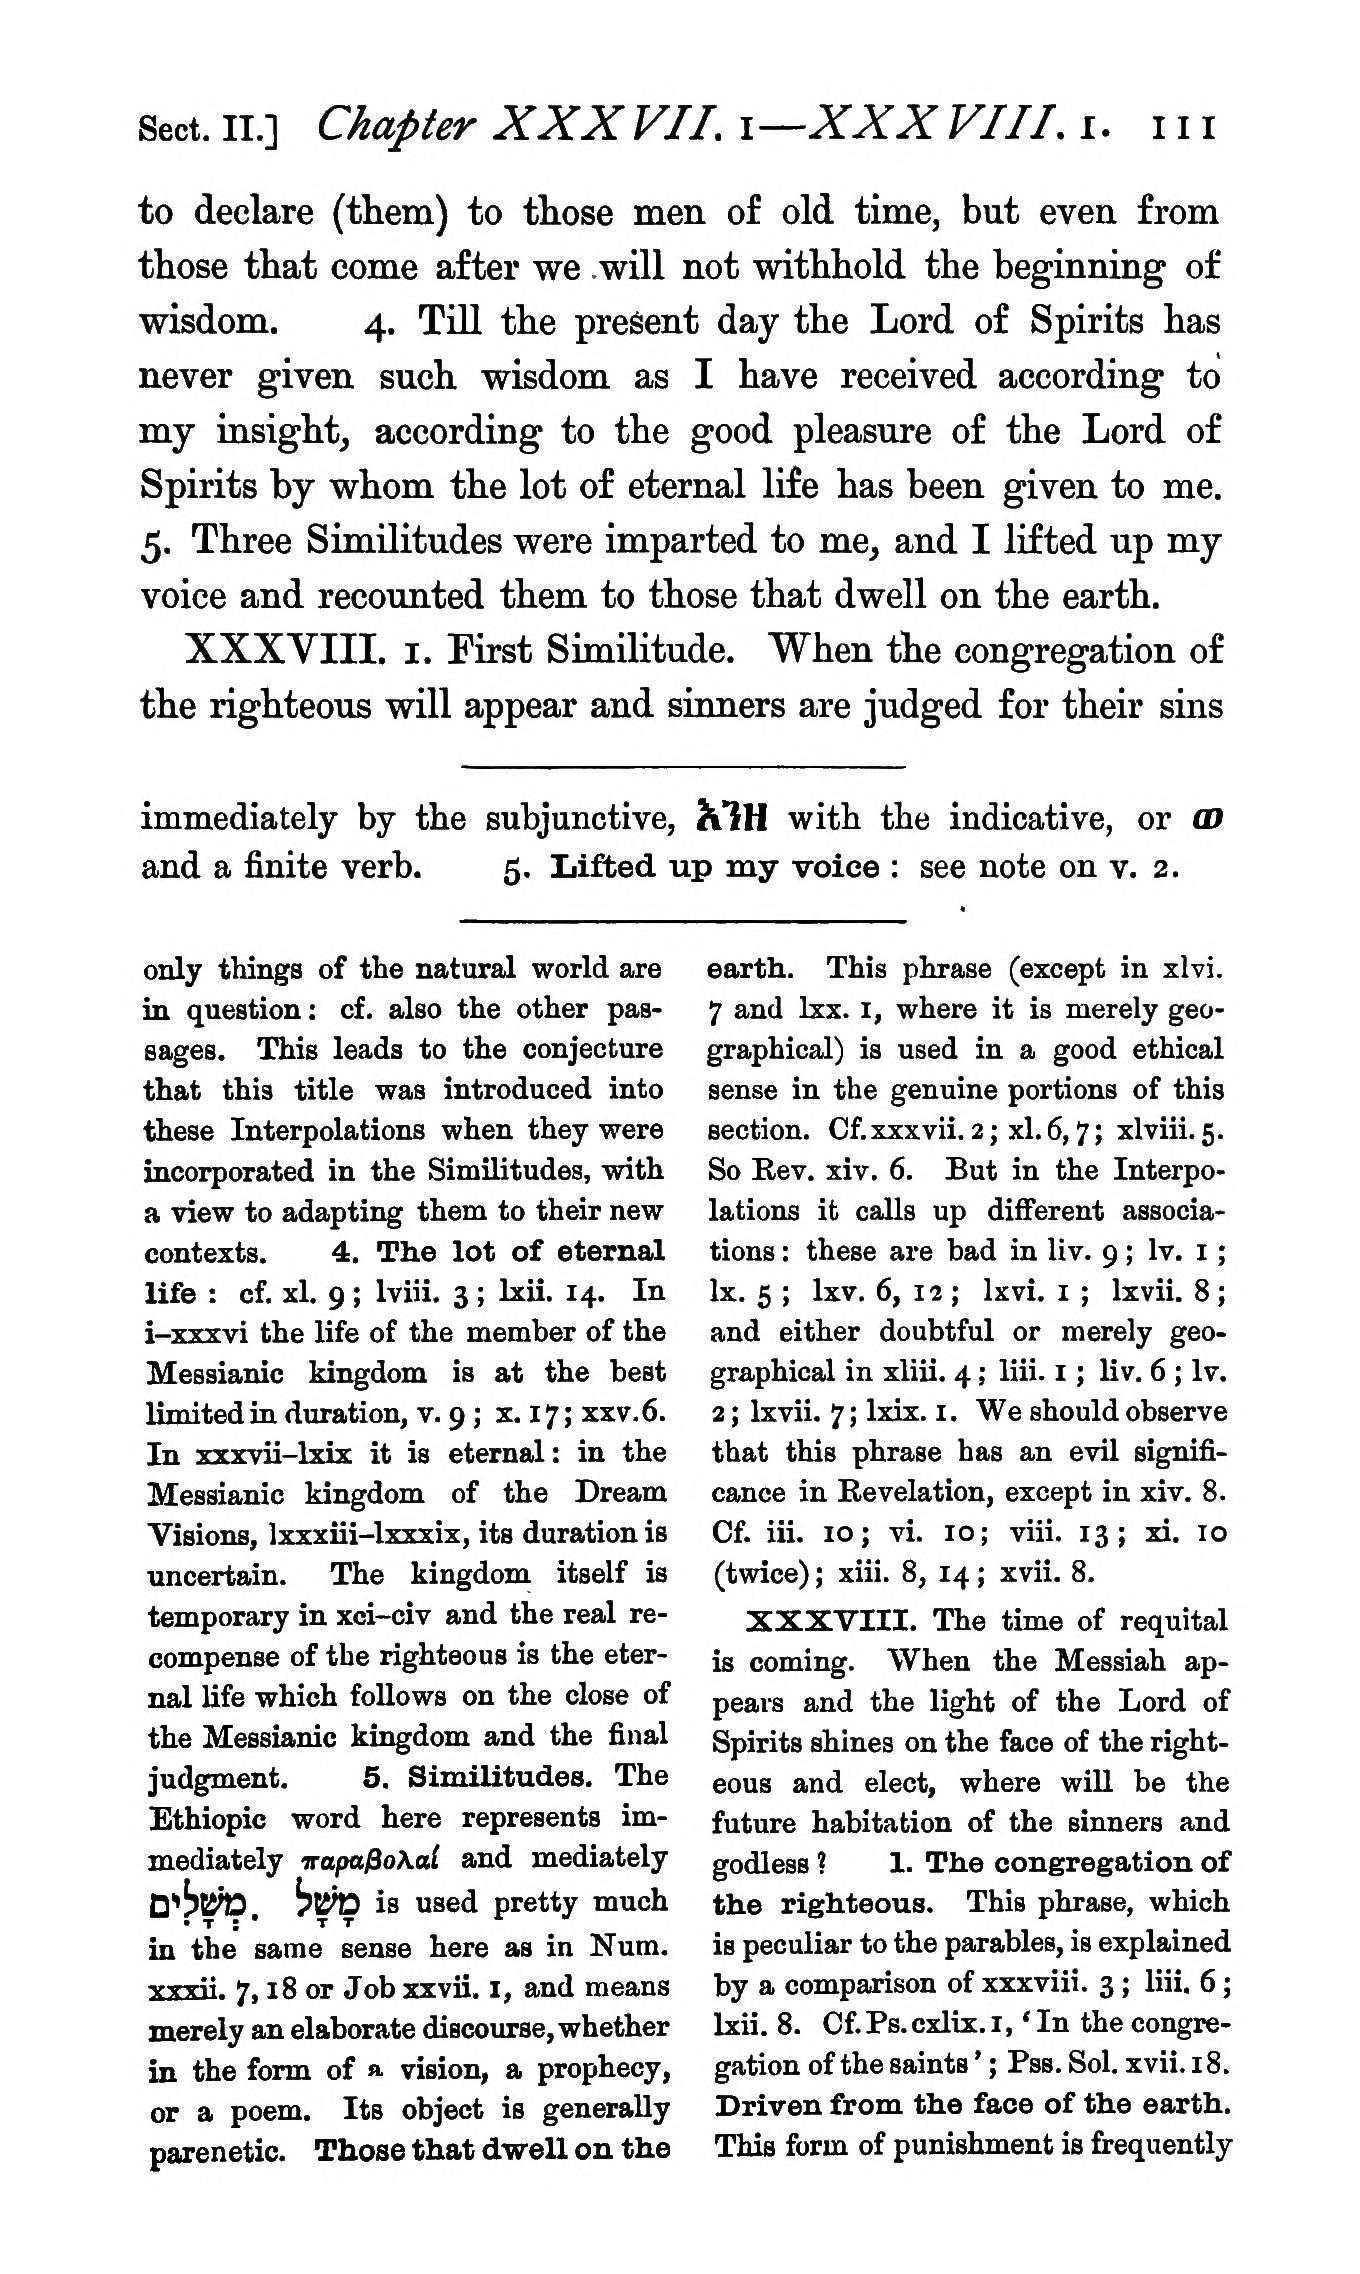 Sect. II.] Chapter XXXVII. 1—XXXVIII. 1. 111
to declare (them) to those men of old time, but even from
those that come after we will not withhold the beginning of
wisdom. 4. Till the present day the Lord of Spirits has
never given such wisdom as I have received according to
my insight, according to the good pleasure of the Lord of
Spirits by whom the lot of eternal life has been given to me.
5. Three Similitudes were imparted to me, and I lifted up my
voice and recounted them to those that dwell on the earth.
XXXVIII. 1. First Similitude. When the congregation of
the righteous will appear and sinners are judged for their sins
immediately by the subjunctive, እንዘ with the indicative, or ወ
and a finite verb. 5. Lifted up my voice : see note on v. 2.
only things of the natural world are
in question: cf. also the other pas-
sages. This leads to the conjecture
that this title was introduced into
these Interpolations when they were
incorporated in the Similitudes, with
a view to adapting them to their new
contexts. 4. The lot of eternal
life : cf. xl. 9; lviii. 3; lxii. 14. In
i–xxxvi the life of the member of the
Messianic kingdom is at the best
limited in duration, v. 9; x. 17; xxv. 6.
In xxxvii–lxix it is eternal: in the
Messianic kingdom of the Dream
Visions, lxxxiii–lxxxix, its duration is
uncertain. The kingdom itself is
temporary in xci–civ and the real re-
compense of the righteous is the eter-
nal life which follows on the close of
the Messianic kingdom and the final
judgment. 5. Similitudes. The
Ethiopic word here represents im-
mediately παραβολαί and mediately
מְשָׁלִים. מָשָׁל is used pretty much
in the same sense here as in Num.
xxxii. 7, 18 or Job xxvii. 1, and means
merely an elaborate discourse, whether
in the form of a vision, a prophecy,
or a poem. Its object is generally
parenetic. Those that dwell on the
earth. This phrase (except in xlvi.
7 and lxx. 1, where it is merely geo-
graphical) is used in a good ethical
sense in the genuine portions of this
section. Cf. xxxvii. 2; xl. 6, 7; xlviii. 5.
So Rev. xiv. 6. But in the Interpo-
lations it calls up different associa-
tions: these are bad in liv. 9; lv. 1;
lx. 5; lxv. 6, 12; lxvi. 1; lxvii. 8;
and either doubtful or merely geo-
graphical in xliii. 4; liii. 1; liv. 6; lv.
2; lxvii. 7; lxix. 1. We should observe
that this phrase has an evil signifi-
cance in Revelation, except in xiv. 8.
Cf. iii. 10; vi. 10; viii. 13; xi. 10
(twice); xiii. 8, 14; xvii. 8.
XXXVIII. The time of requital
is coming. When the Messiah ap-
pears and the light of the Lord of
Spirits shines on the face of the right-
eous and elect, where will be the
future habitation of the sinners and
godless? 1. The congregation of
the righteous. This phrase, which
is peculiar to the parables, is explained
by a comparison of xxxviii. 3; liii. 6;
lxii. 8. Cf. Ps. cxlix. 1, ‘In the congre-
gation of the saints’; Pss. Sol. xvii. 18.
Driven from the face of the earth.
This form of punishment is frequently